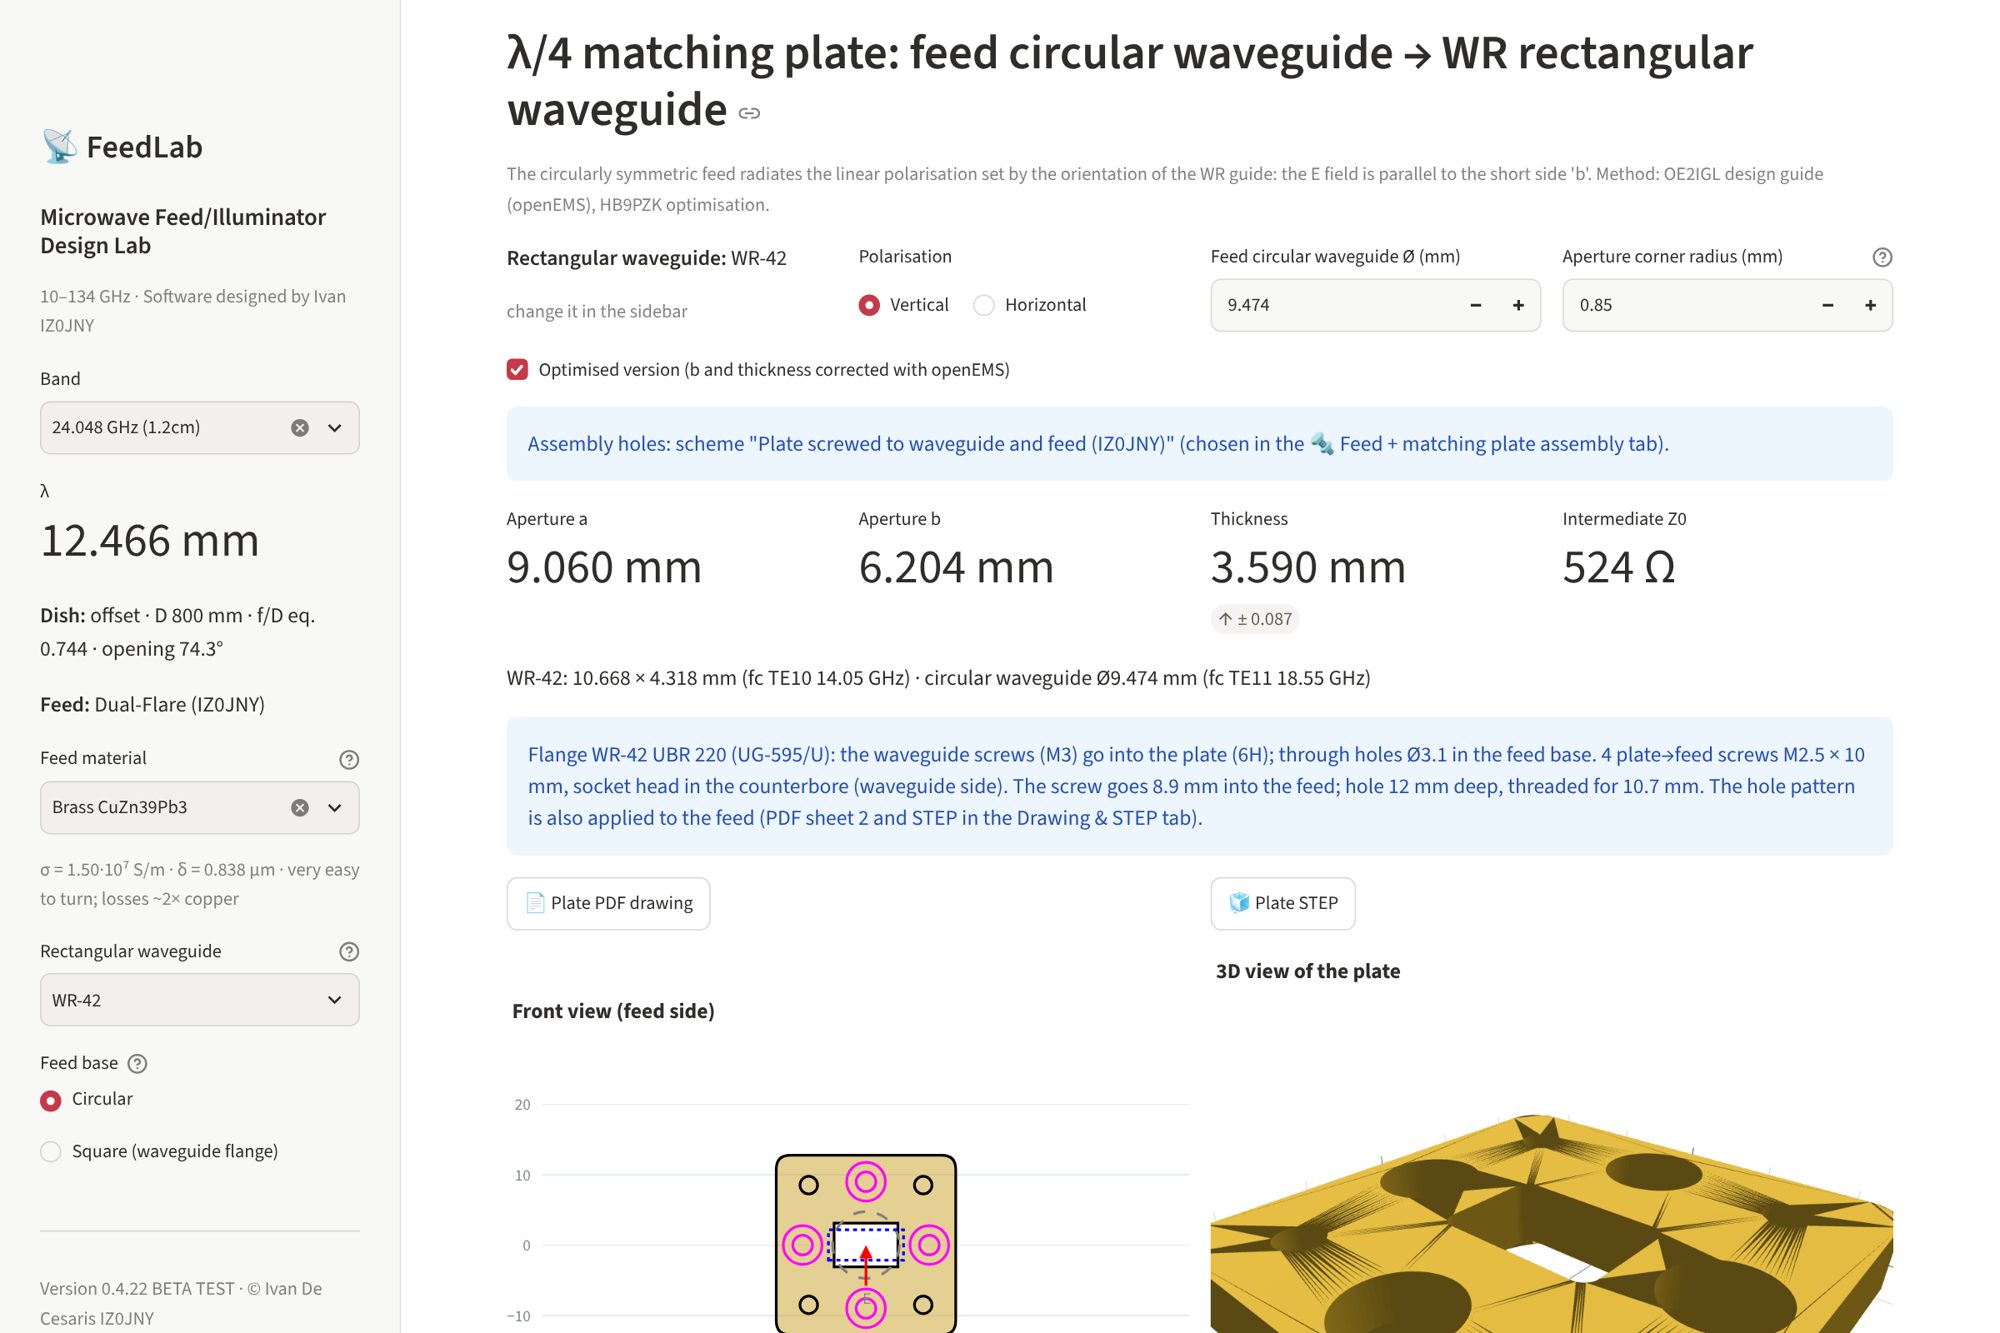 📡 FeedLab
Microwave Feed/Illuminator
Design Lab
10–134 GHz · Software designed by Ivan
IZ0JNY
Band
24.048 GHz (1.2cm)
λ
12.466 mm
Dish: offset · D 800 mm · f/D eq.
0.744 · opening 74.3°
Feed: Dual-Flare (IZ0JNY)
Feed material
Brass CuZn39Pb3
σ = 1.50·10⁷ S/m · δ = 0.838 µm · very easy
to turn; losses ~2× copper
Rectangular waveguide
WR-42
Feed base
Circular
Square (waveguide flange)
Version 0.4.22 BETA TEST · © Ivan De
Cesaris IZ0JNY
λ/4 matching plate: feed circular waveguide → WR rectangular
waveguide
The circularly symmetric feed radiates the linear polarisation set by the orientation of the WR guide: the E field is parallel to the short side 'b'. Method: OE2IGL design guide
(openEMS), HB9PZK optimisation.
Rectangular waveguide: WR-42
change it in the sidebar
Polarisation
Vertical
Horizontal
Feed circular waveguide Ø (mm)
9.474
Aperture corner radius (mm)
0.85
Optimised version (b and thickness corrected with openEMS)
Assembly holes: scheme "Plate screwed to waveguide and feed (IZ0JNY)" (chosen in the 🔩 Feed + matching plate assembly tab).
Aperture a
9.060 mm
Aperture b
6.204 mm
Thickness
3.590 mm
↑ ± 0.087
Intermediate Z0
524 Ω
WR-42: 10.668 × 4.318 mm (fc TE10 14.05 GHz) · circular waveguide Ø9.474 mm (fc TE11 18.55 GHz)
Flange WR-42 UBR 220 (UG-595/U): the waveguide screws (M3) go into the plate (6H); through holes Ø3.1 in the feed base. 4 plate→feed screws M2.5 × 10
mm, socket head in the counterbore (waveguide side). The screw goes 8.9 mm into the feed; hole 12 mm deep, threaded for 10.7 mm. The hole pattern
is also applied to the feed (PDF sheet 2 and STEP in the Drawing & STEP tab).
📄 Plate PDF drawing
🧊 Plate STEP
Front view (feed side)
3D view of the plate
20
10
0
−10
E